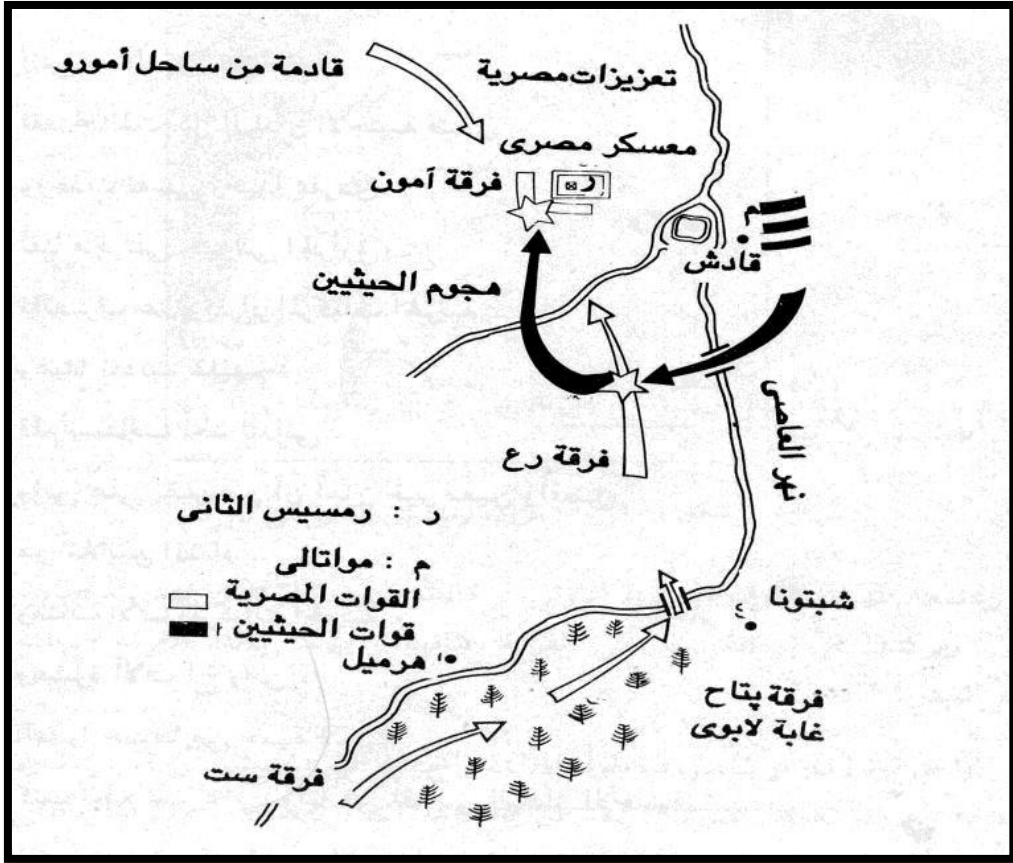 تعزيزات مصرية
قادمة من ساحل أمورو
معسكر مصرى
ر
فرقة آمون
م
قادش
هجوم الحيثيين
نهر العاصى
فرقة رع
ر : رمسيس الثانى
م : مواتالى
القوات المصرية
قوات الحيثيين
شبتونا
هرميل
فرقة پتاح
غابة لابوى
فرقة ست